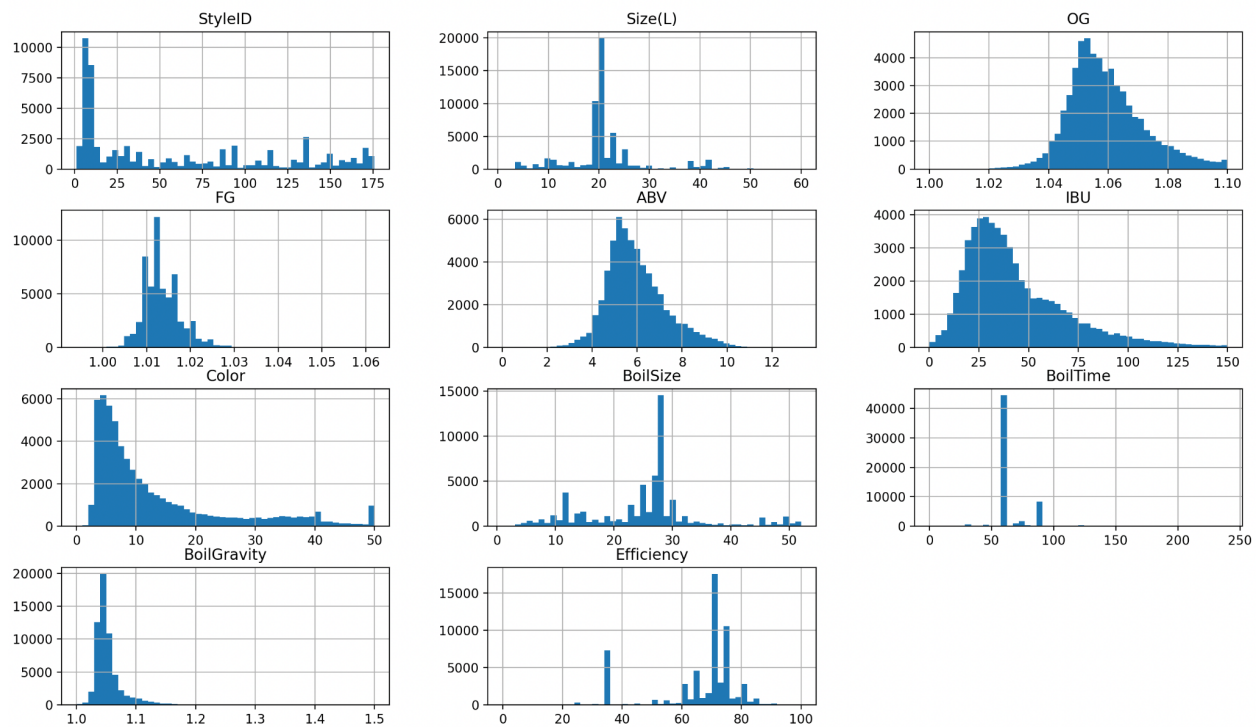 StyleID
10000
7500
5000
2500
0
0 25 50 75 100 125 150 175
Size(L)
20000
15000
10000
5000
0
0 10 20 30 40 50 60
OG
4000
3000
2000
1000
0
1.00 1.02 1.04 1.06 1.08 1.10
FG
10000
5000
0
1.00 1.01 1.02 1.03 1.04 1.05 1.06
ABV
6000
4000
2000
0
0 2 4 6 8 10 12
IBU
4000
3000
2000
1000
0
0 25 50 75 100 125 150
Color
6000
4000
2000
0
0 10 20 30 40 50
BoilSize
15000
10000
5000
0
0 10 20 30 40 50
BoilTime
40000
30000
20000
10000
0
0 50 100 150 200 250
BoilGravity
20000
15000
10000
5000
0
1.0 1.1 1.2 1.3 1.4 1.5
Efficiency
15000
10000
5000
0
0 20 40 60 80 100